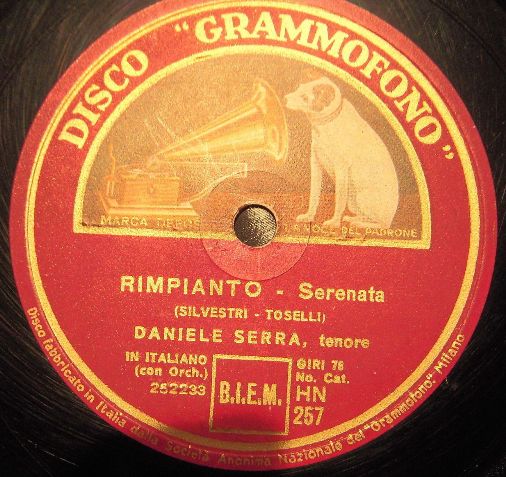 DISCO "GRAMMOFONO"
MARCA DEPOS
LA VOCE DEL PADRONE
RIMPIANTO - Serenata
(SILVESTRI - TOSELLI)
DANIELE SERRA, tenore
IN ITALIANO
(con Orch.)
252233
B.I.E.M.
GIRI 78
No. Cat.
HN
257
Disco fabbricato in Italia dalla Società Anonima Nazionale del "Grammofono" - Milano